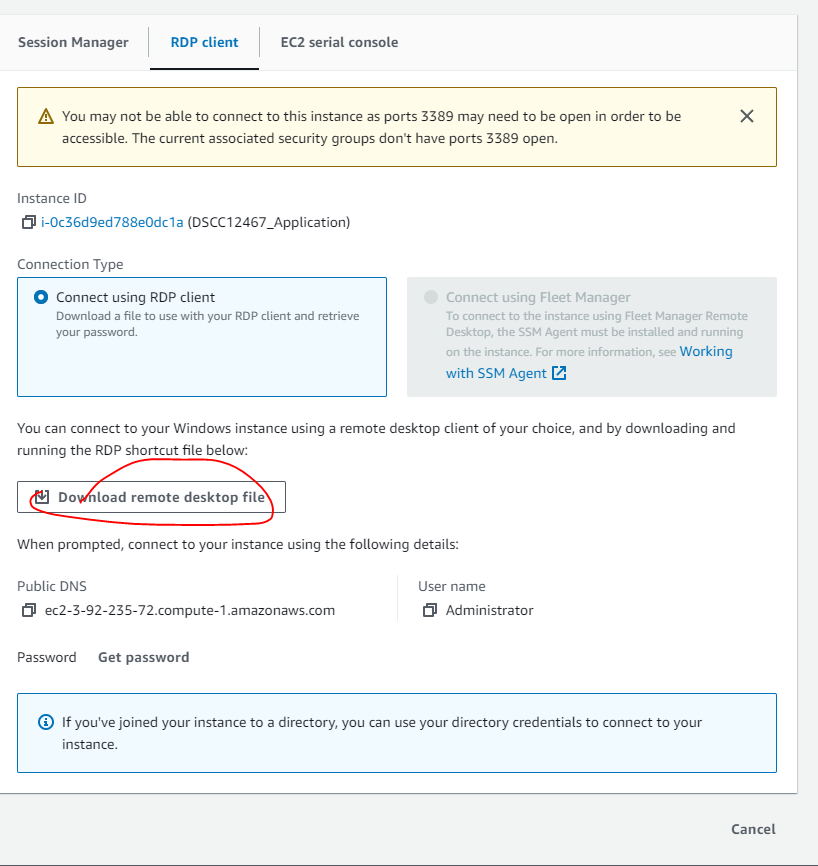 Session Manager
RDP client
EC2 serial console
You may not be able to connect to this instance as ports 3389 may need to be open in order to be
accessible. The current associated security groups don't have ports 3389 open.
Instance ID
i-0c36d9ed788e0dc1a (DSCC12467_Application)
Connection Type
Connect using RDP client
Download a file to use with your RDP client and retrieve
your password.
Connect using Fleet Manager
To connect to the instance using Fleet Manager Remote
Desktop, the SSM Agent must be installed and running
on the instance. For more information, see Working
with SSM Agent
You can connect to your Windows instance using a remote desktop client of your choice, and by downloading and
running the RDP shortcut file below:
Download remote desktop file
When prompted, connect to your instance using the following details:
Public DNS
ec2-3-92-235-72.compute-1.amazonaws.com
User name
Administrator
Password Get password
If you've joined your instance to a directory, you can use your directory credentials to connect to your
instance.
Cancel